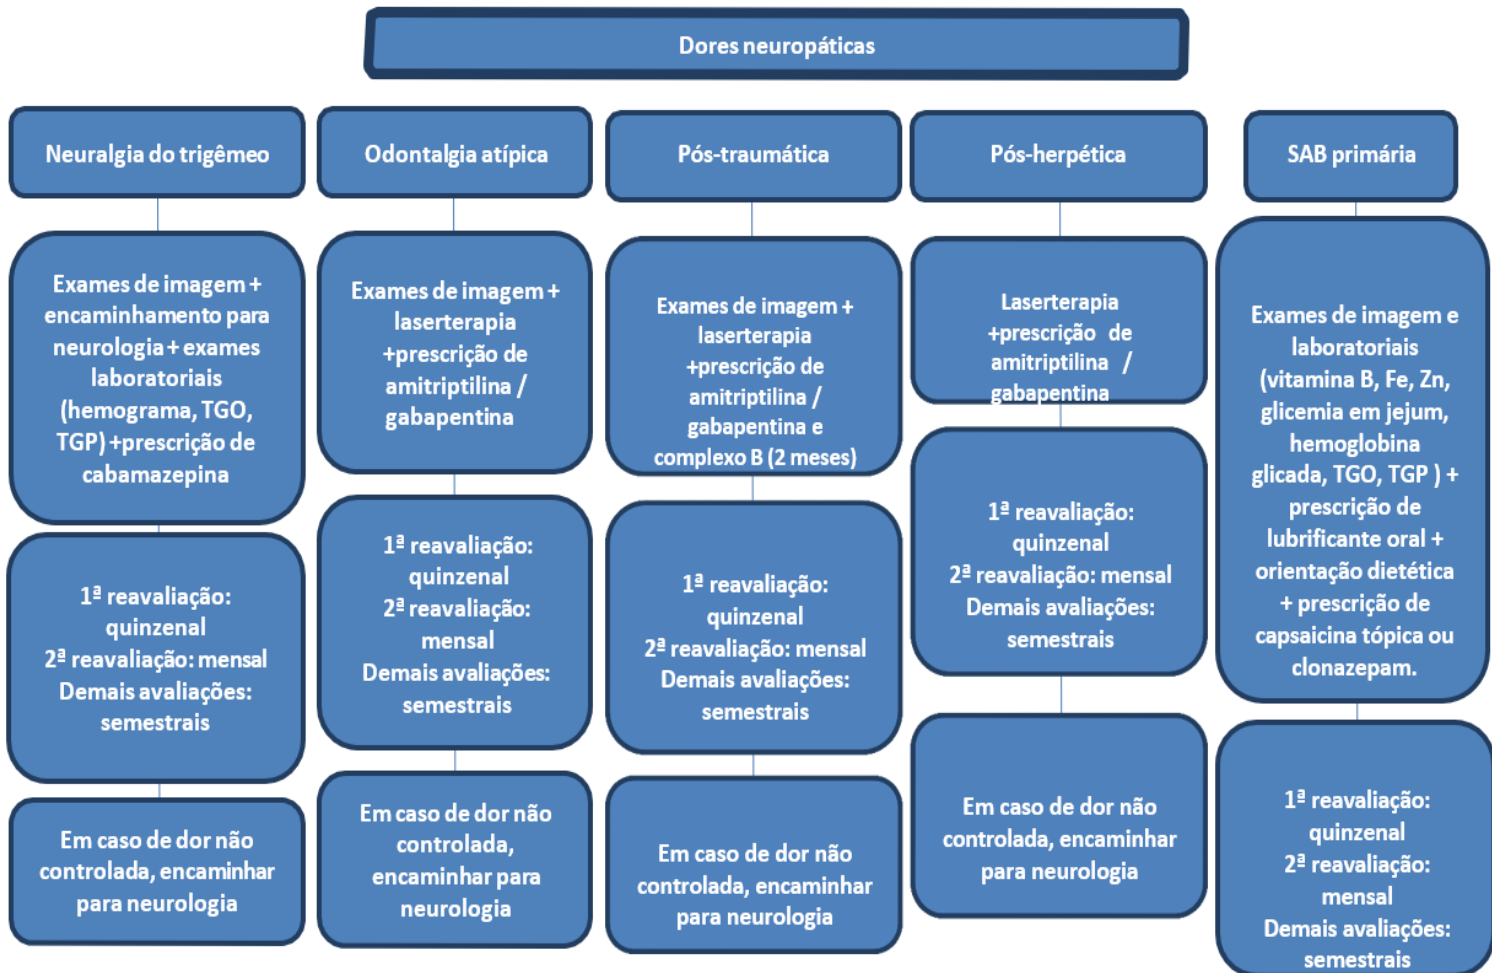 Dores neuropáticas
Neuralgia do trigêmeo
Exames de imagem +
encaminhamento para
neurologia + exames
laboratoriais
(hemograma, TGO,
TGP) +prescrição de
cabamazepina
1ª reavaliação:
quinzenal
2ª reavaliação: mensal
Demais avaliações:
semestrais
Em caso de dor não
controlada, encaminhar
para neurologia
Odontalgia atípica
Exames de imagem +
laserterapia
+prescrição de
amitriptilina /
gabapentina
1ª reavaliação:
quinzenal
2ª reavaliação:
mensal
Demais avaliações:
semestrais
Em caso de dor não
controlada,
encaminhar para
neurologia
Pós-traumática
Exames de imagem +
laserterapia
+prescrição de
amitriptilina /
gabapentina e
complexo B (2 meses)
1ª reavaliação:
quinzenal
2ª reavaliação: mensal
Demais avaliações:
semestrais
Em caso de dor não
controlada, encaminhar
para neurologia
Pós-herpética
Laserterapia
+prescrição de
amitriptilina /
gabapentina
1ª reavaliação:
quinzenal
2ª reavaliação: mensal
Demais avaliações:
semestrais
Em caso de dor não
controlada, encaminhar
para neurologia
SAB primária
Exames de imagem e
laboratoriais
(vitamina B, Fe, Zn,
glicemia em jejum,
hemoglobina
glicada, TGO, TGP ) +
prescrição de
lubrificante oral +
orientação dietética
+ prescrição de
capsaicina tópica ou
clonazepam.
1ª reavaliação:
quinzenal
2ª reavaliação:
mensal
Demais avaliações:
semestrais